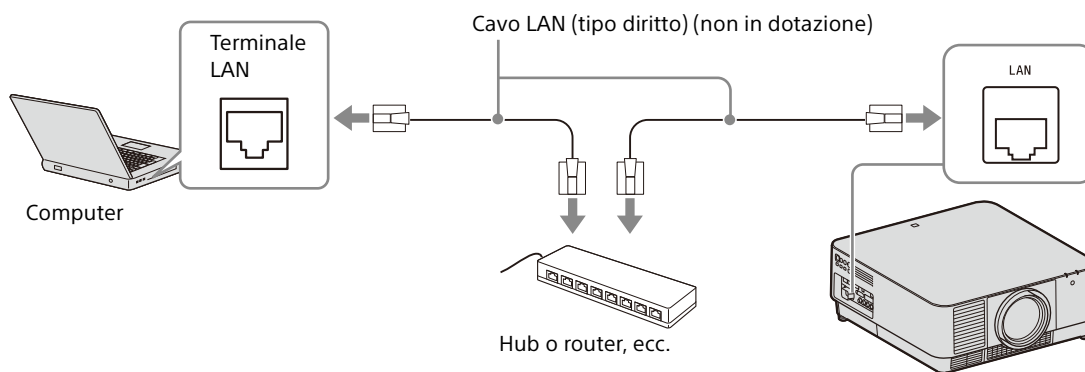 Cavo LAN (tipo diritto) (non in dotazione)
Terminale
LAN
LAN
Computer
Hub o router, ecc.